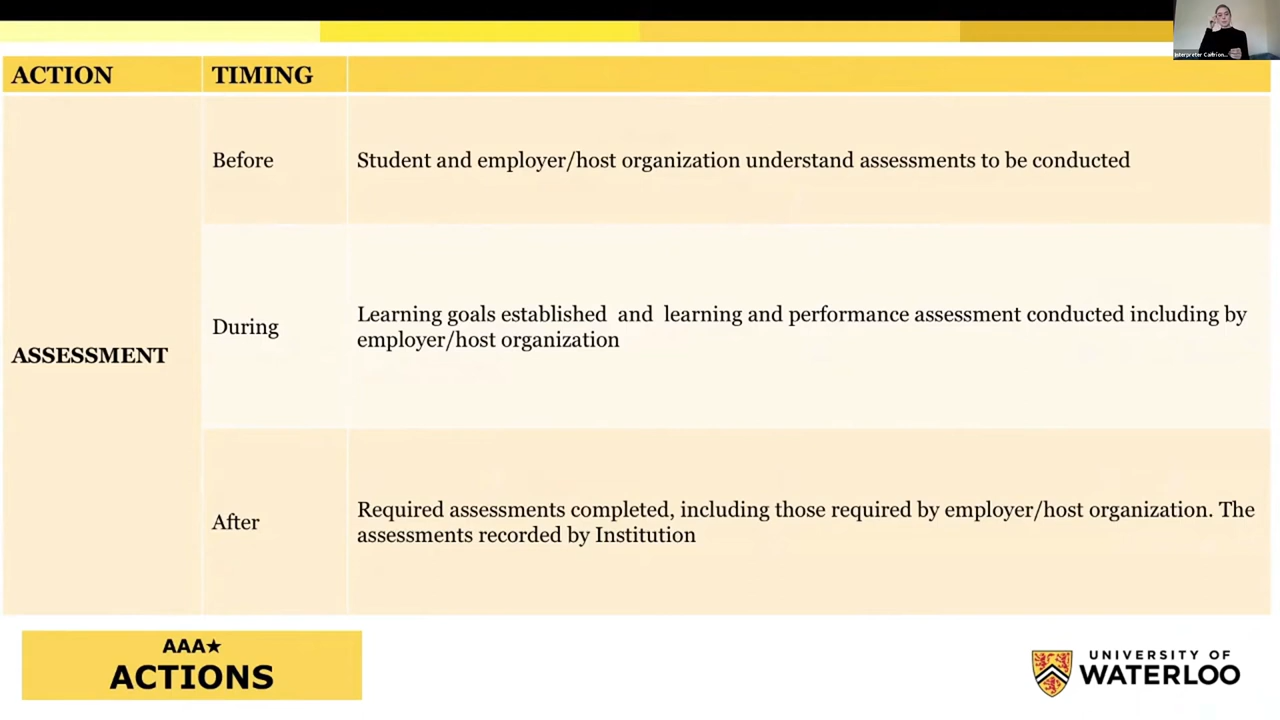 Interpreter Caitrion...
ACTION
TIMING
ASSESSMENT
Before
Student and employer/host organization understand assessments to be conducted
During
Learning goals established and learning and performance assessment conducted including by
employer/host organization
After
Required assessments completed, including those required by employer/host organization. The
assessments recorded by Institution
AAA★
ACTIONS
UNIVERSITY OF
WATERLOO